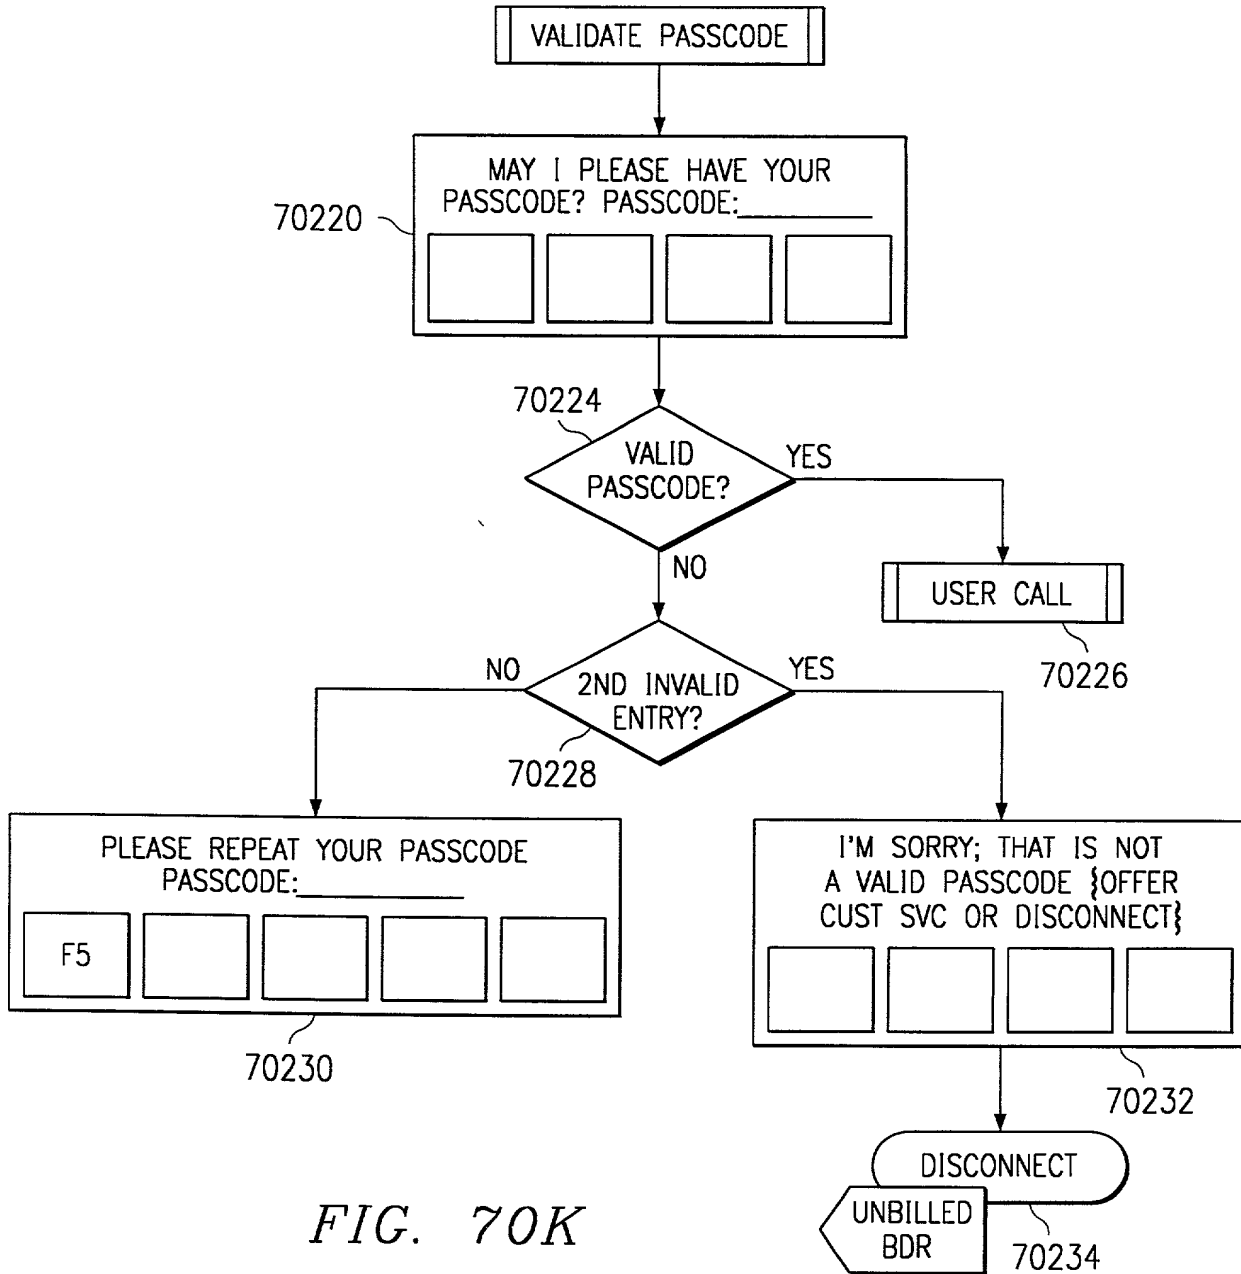 VALIDATE PASSCODE
MAY I PLEASE HAVE YOUR
PASSCODE? PASSCODE:
70220
70224
VALID
PASSCODE?
YES
NO
USER CALL
70226
NO
2ND INVALID
ENTRY?
YES
70228
PLEASE REPEAT YOUR PASSCODE
PASSCODE:
F5
70230
I'M SORRY; THAT IS NOT
A VALID PASSCODE {OFFER
CUST SVC OR DISCONNECT}
70232
DISCONNECT
UNBILLED
BDR
70234
FIG. 70K